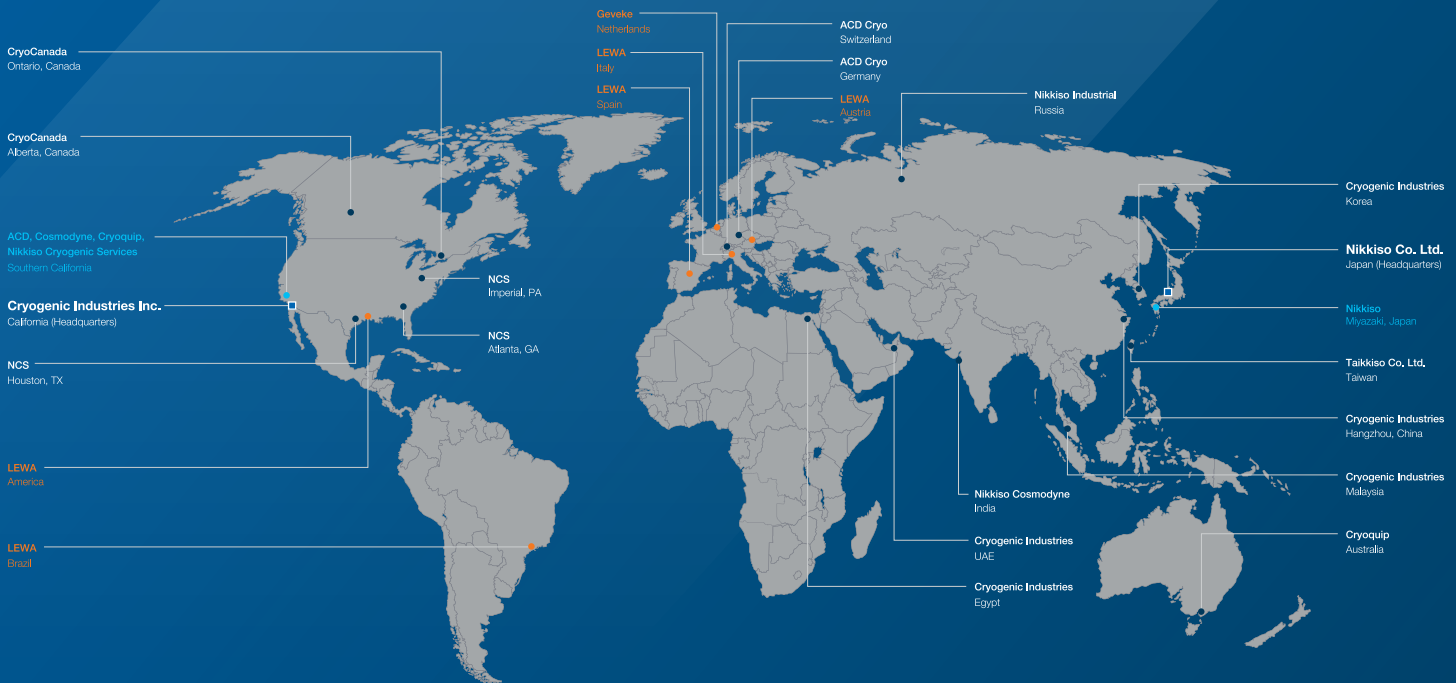 CryoCanada
Ontario, Canada
CryoCanada
Alberta, Canada
ACD, Cosmodyne, Cryoquip,
Nikkiso Cryogenic Services
Southern California
Cryogenic Industries Inc.
California (Headquarters)
NCS
Houston, TX
LEWA
America
LEWA
Brazil
NCS
Imperial, PA
NCS
Atlanta, GA
Geveke
Netherlands
LEWA
Italy
LEWA
Spain
ACD Cryo
Switzerland
ACD Cryo
Germany
LEWA
Austria
Nikkiso Industrial
Russia
Nikkiso Cosmodyne
India
Cryogenic Industries
UAE
Cryogenic Industries
Egypt
Cryogenic Industries
Korea
Nikkiso Co. Ltd.
Japan (Headquarters)
Nikkiso
Miyazaki, Japan
Taikkiso Co. Ltd.
Taiwan
Cryogenic Industries
Hangzhou, China
Cryogenic Industries
Malaysia
Cryoquip
Australia